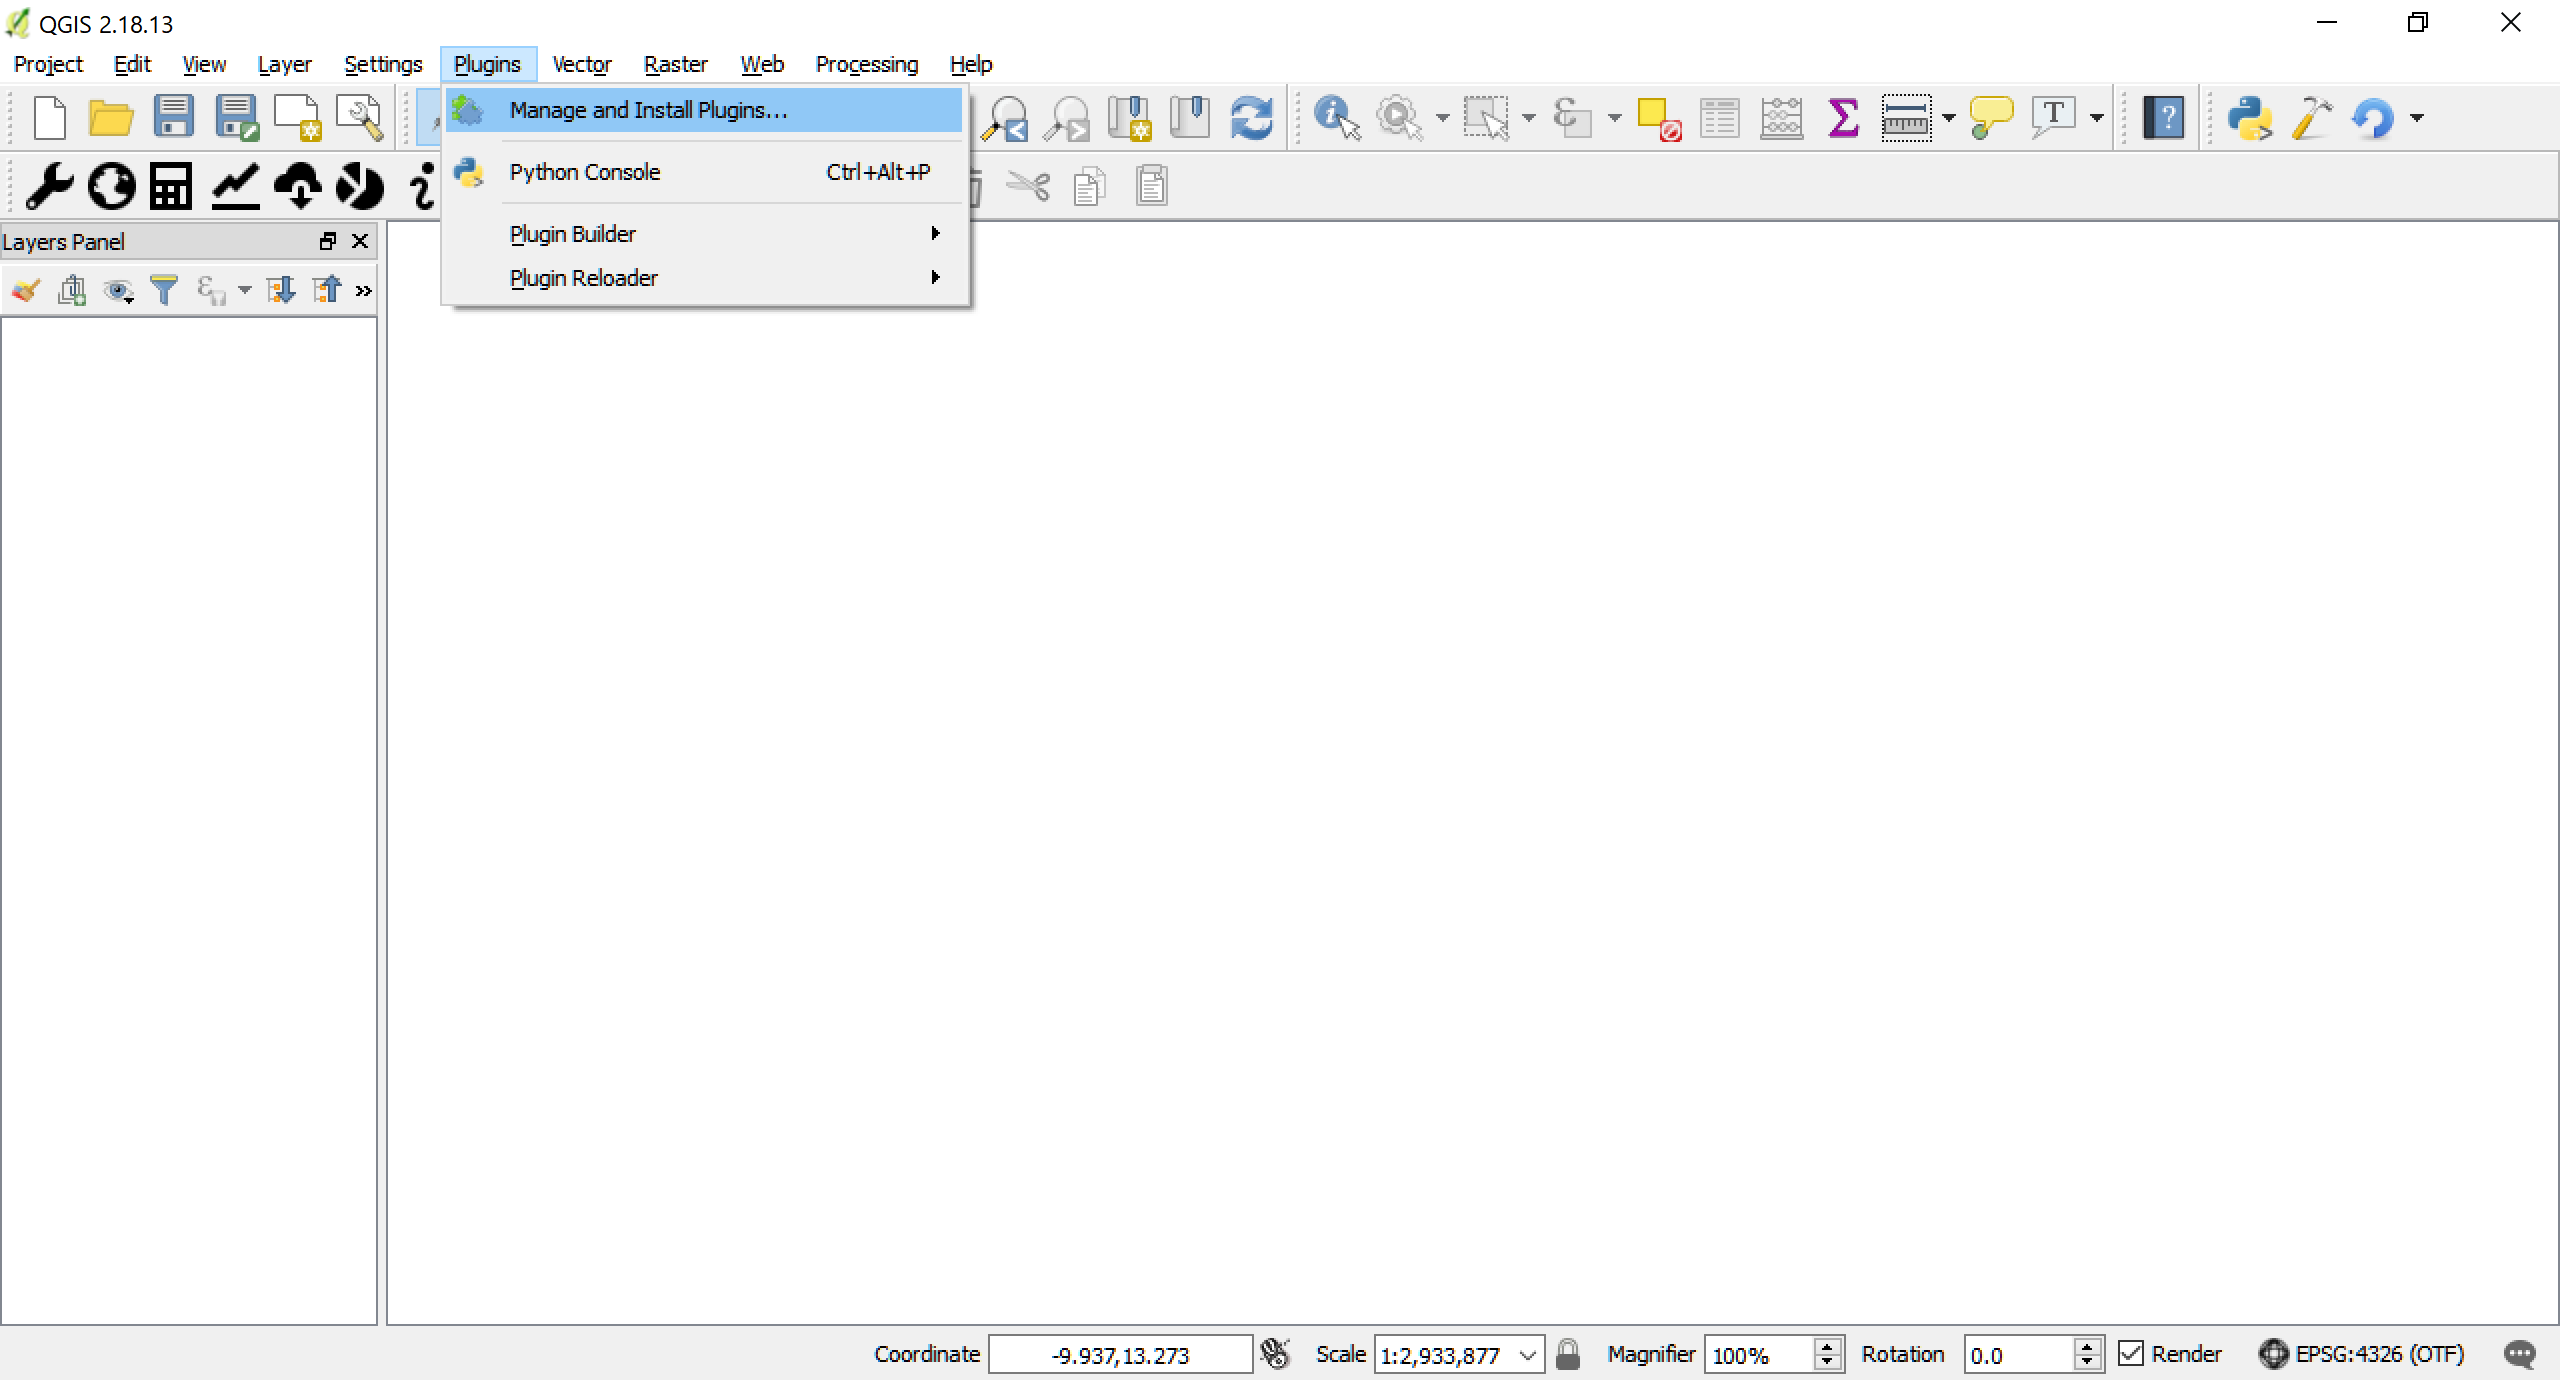 QGIS 2.18.13
Project Edit View Layer Settings Plugins Vector Raster Web Processing Help
Manage and Install Plugins...
Python Console Ctrl+Alt+P
Plugin Builder
Plugin Reloader
Layers Panel
Coordinate -9.937,13.273 Scale 1:2,933,877 Magnifier 100% Rotation 0.0 Render EPSG:4326 (OTF)